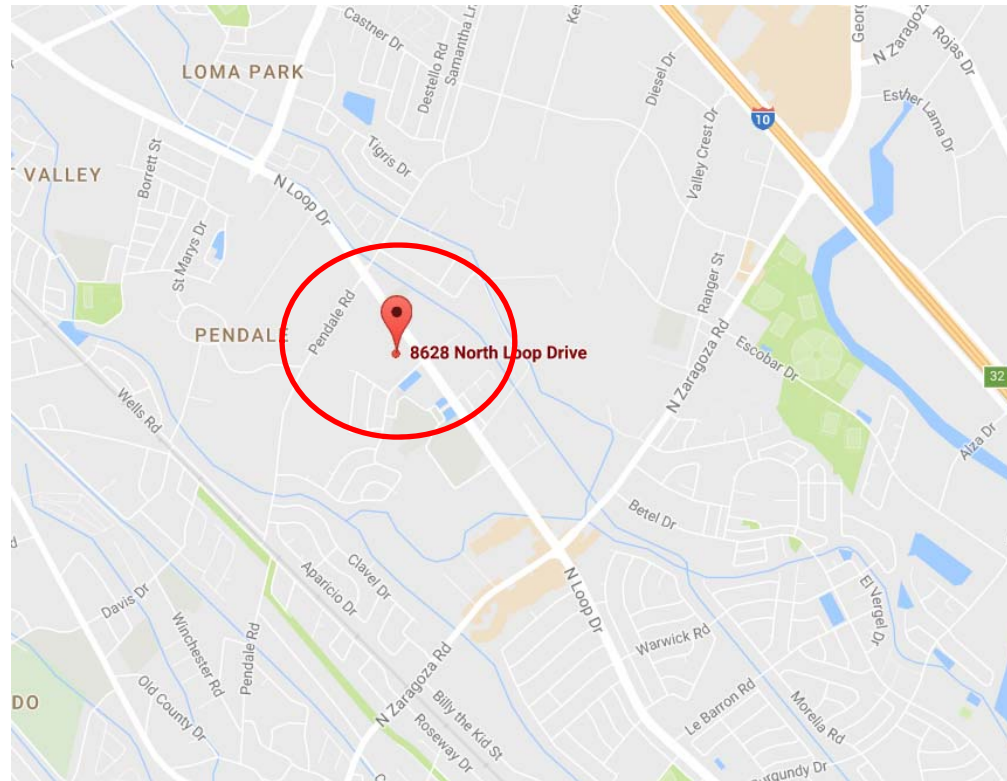 Castner Dr
Destello Rd
Samantha Ln
Kes
Diesel Dr
Georg
N Zaragoza
Rojas Dr
LOMA PARK
10
Esther Lama Dr
Tigris Dr
Valley Crest Dr
VALLEY
Borrett St
N Loop Dr
St Marys Dr
Ranger St
Pendale Rd
PENDALE
8628 North Loop Drive
N Zaragoza Rd
Escobar Dr
32
Wells Rd
Alza Dr
Betel Dr
Clavel Dr
Aparicio Dr
N Loop Dr
El Vergel Dr
Davis Dr
Winchester Rd
Pendale Rd
Warwick Rd
N Zaragoza Rd
DO
Old County Dr
Billy the Kid St
Roseway Dr
Le Barron Rd
Morelia Rd
urgundy Dr